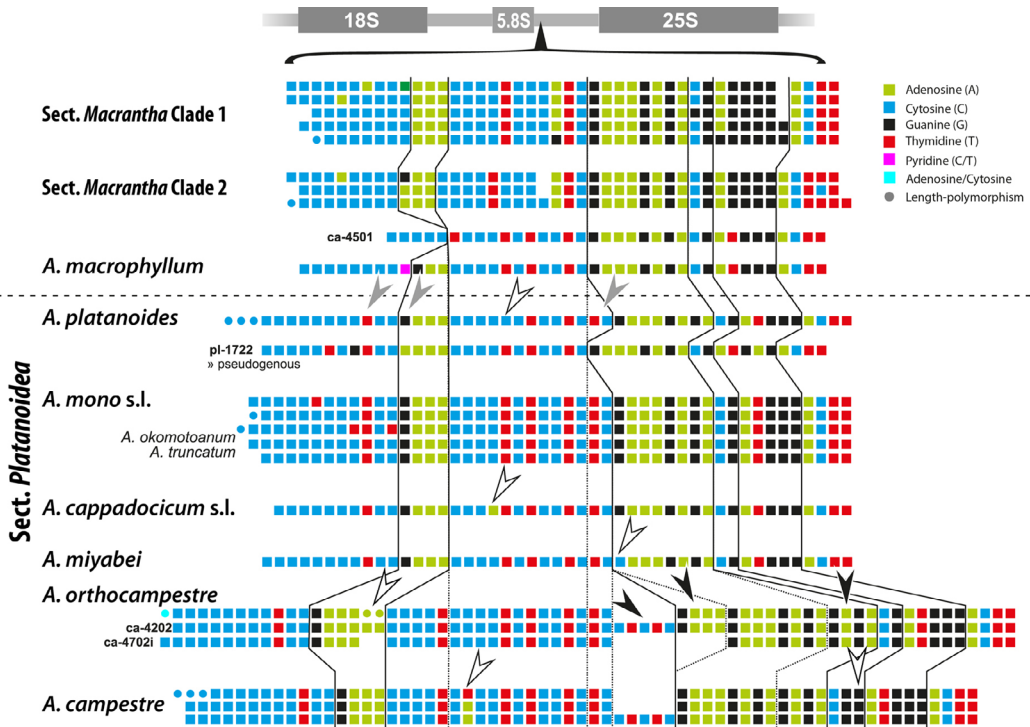 18S
5.8S
25S
Sect. Macrantha Clade 1
Adenosine (A)
Cytosine (C)
Guanine (G)
Thymidine (T)
Pyridine (C/T)
Adenosine/Cytosine
Length-polymorphism
Sect. Macrantha Clade 2
ca-4501
A. macrophyllum
Sect. Platanoidea
A. platanoides
pl-1722
» pseudogenous
A. mono s.l.
A. okomotoanum
A. truncatum
A. cappadocicum s.l.
A. miyabei
A. orthocampestre
ca-4202
ca-4702i
A. campestre